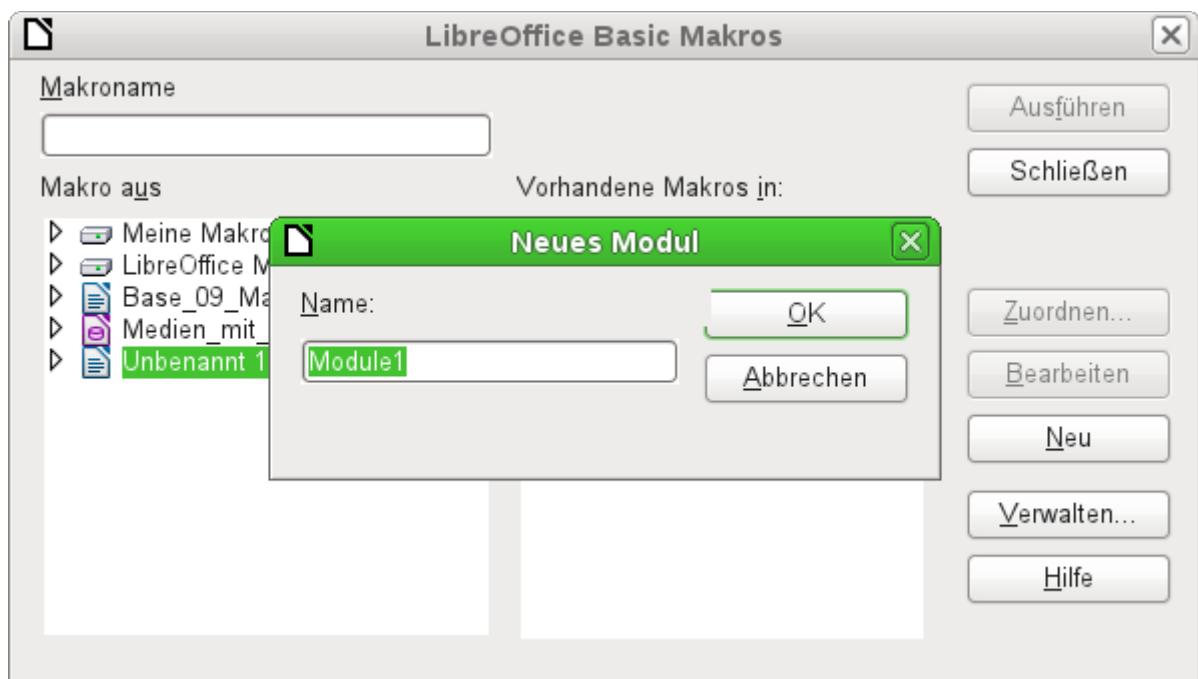 LibreOffice Basic Makros
Makroname
Ausführen
Schließen
Makro aus
Vorhandene Makros in:
Meine Makro
LibreOffice M
Base_09_Ma
Medien_mit_
Unbenannt 1
Neues Modul
Name:
Module1
OK
Abbrechen
Zuordnen...
Bearbeiten
Neu
Verwalten...
Hilfe